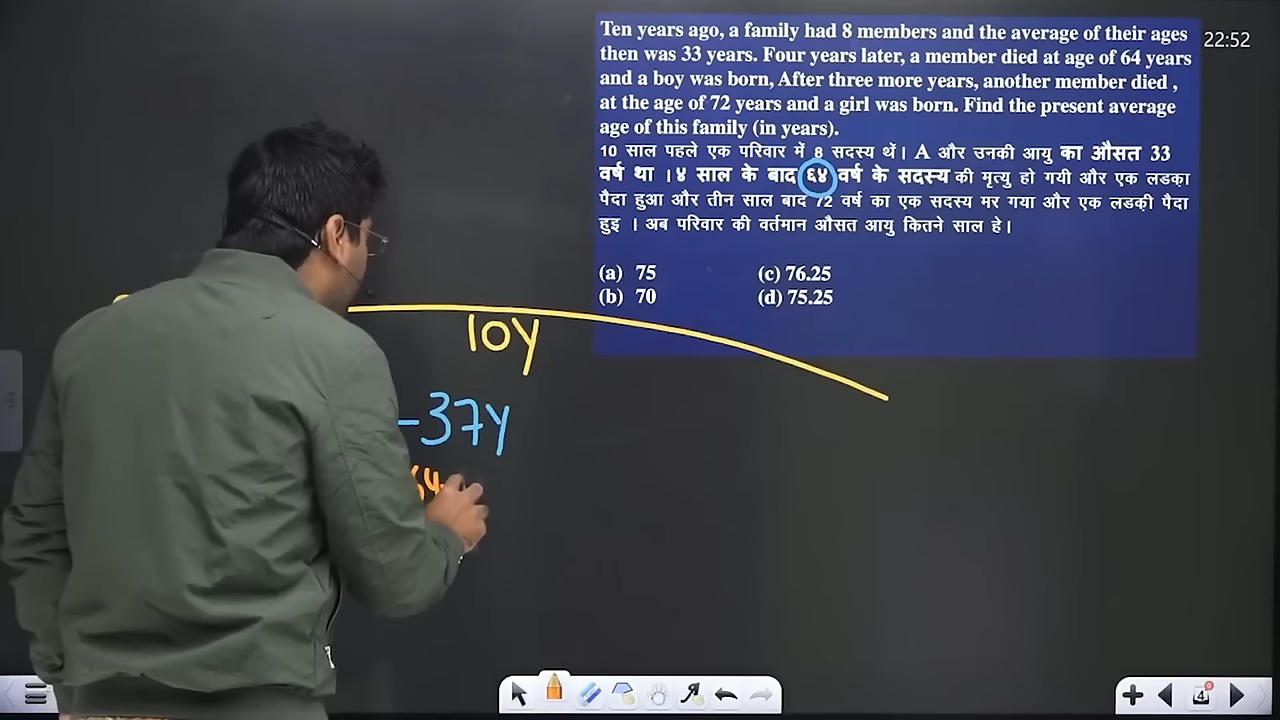 Ten years ago, a family had 8 members and the average of their ages
then was 33 years. Four years later, a member died at age of 64 years
and a boy was born, After three more years, another member died ,
at the age of 72 years and a girl was born. Find the present average
age of this family (in years).
10 साल पहले एक परिवार में 8 सदस्य थें। A और उनकी आयु का औसत 33
वर्ष था ।४ साल के बाद ६४ वर्ष के सदस्य की मृत्यु हो गयी और एक लडका
पैदा हुआ और तीन साल बाद 72 वर्ष का एक सदस्य मर गया और एक लडकी पैदा
हुइ । अब परिवार की वर्तमान औसत आयु कितने साल हे।
(a) 75 (c) 76.25
(b) 70 (d) 75.25
22:52
10y
-37y
64
4